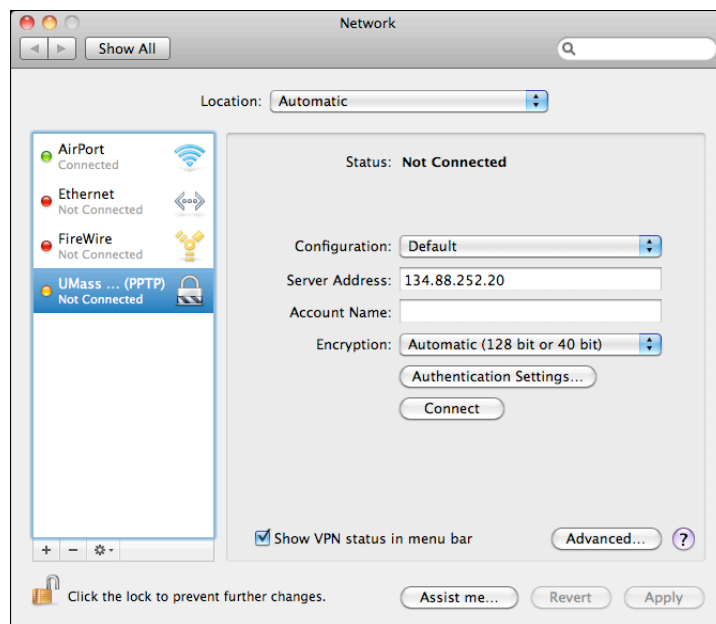 Network
Show All
Location: Automatic
AirPort
Connected
Ethernet
Not Connected
FireWire
Not Connected
UMass ... (PPTP)
Not Connected
Status: Not Connected
Configuration: Default
Server Address: 134.88.252.20
Account Name:
Encryption: Automatic (128 bit or 40 bit)
Authentication Settings...
Connect
Show VPN status in menu bar
Advanced...
?
Click the lock to prevent further changes.
Assist me...
Revert
Apply